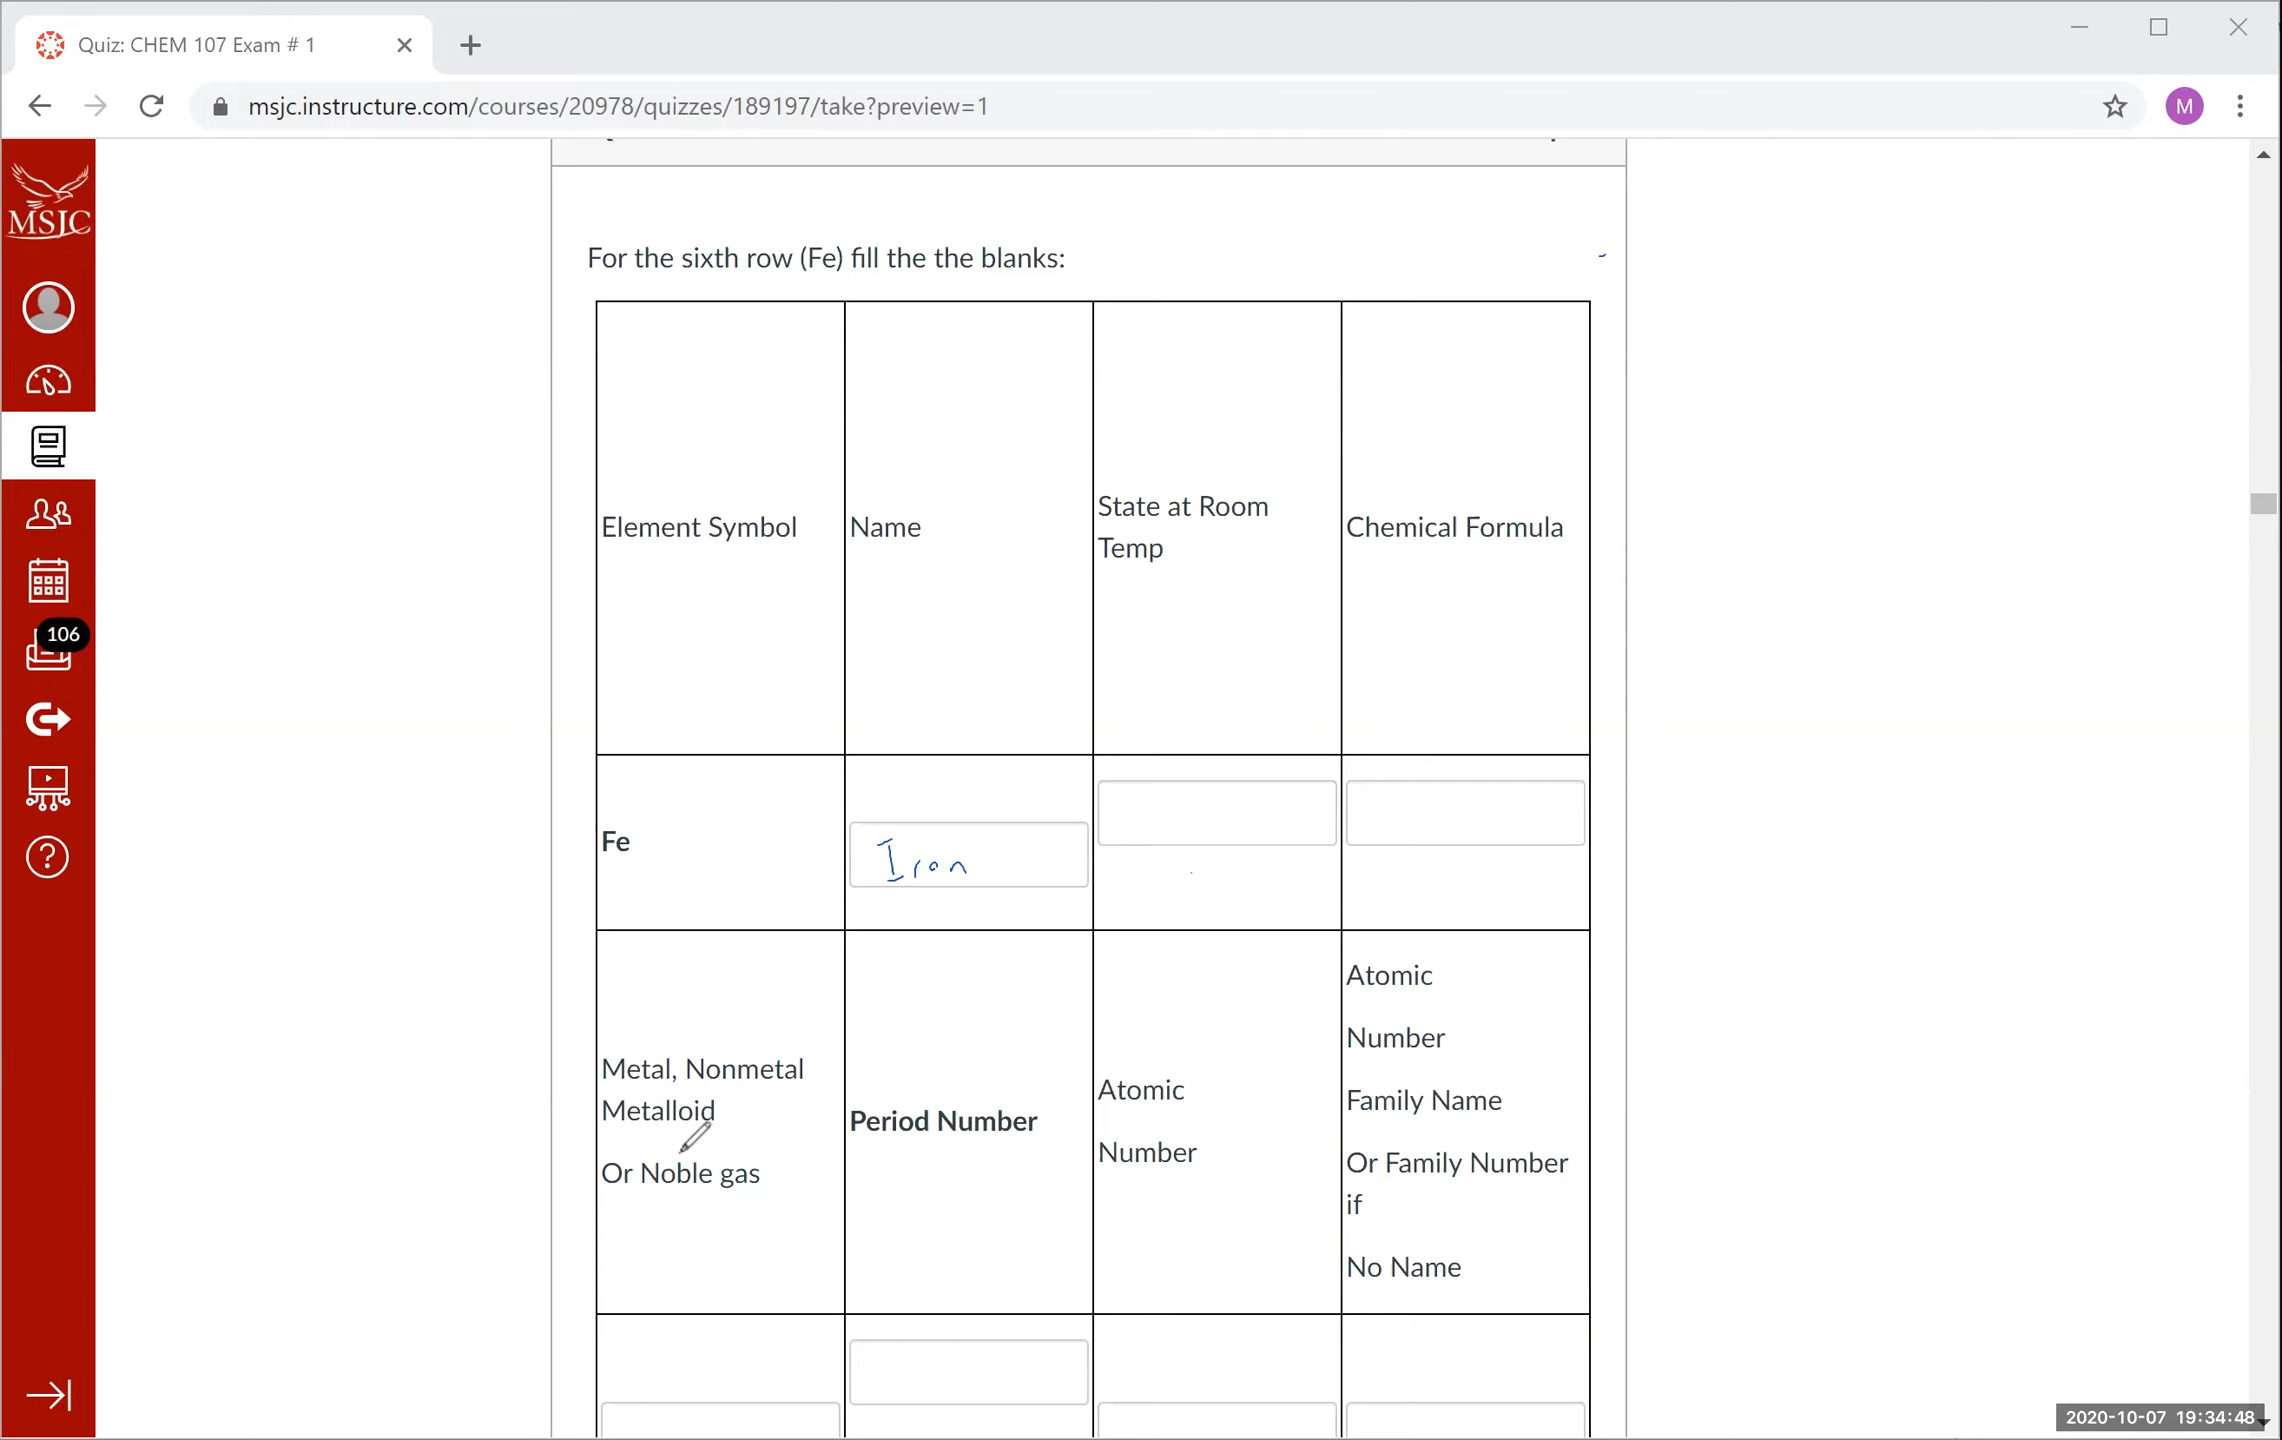 Quiz: CHEM 107 Exam # 1
msjc.instructure.com/courses/20978/quizzes/189197/take?preview=1
M
MSJC
106
For the sixth row (Fe) fill the the blanks:
Element Symbol
Name
State at Room
Temp
Chemical Formula
Fe
Iron
Metal, Nonmetal
Metalloid
Or Noble gas
Period Number
Atomic
Number
Atomic
Number
Family Name
Or Family Number
if
No Name
2020-10-07 19:34:48